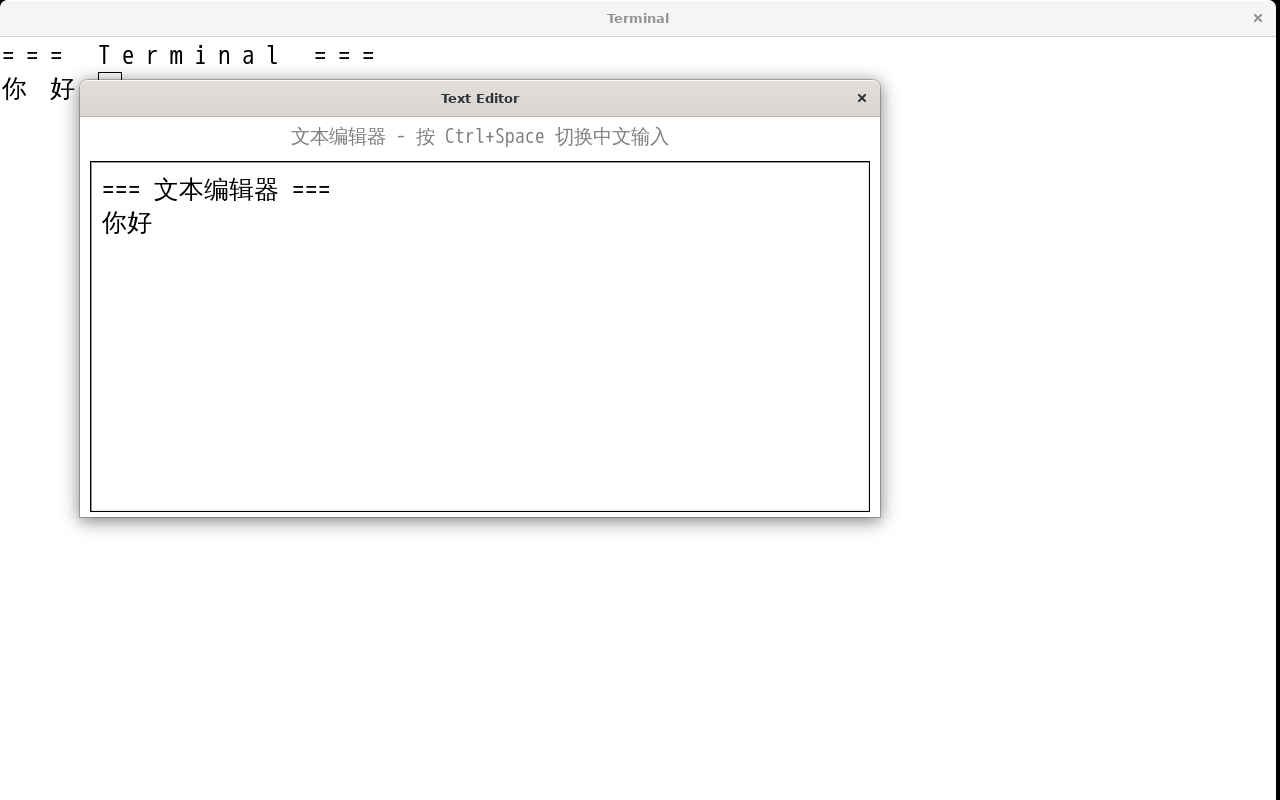 Terminal
=== Terminal ===
你 好
Text Editor
文本编辑器 - 按 Ctrl+Space 切换中文输入
=== 文本编辑器 ===
你好